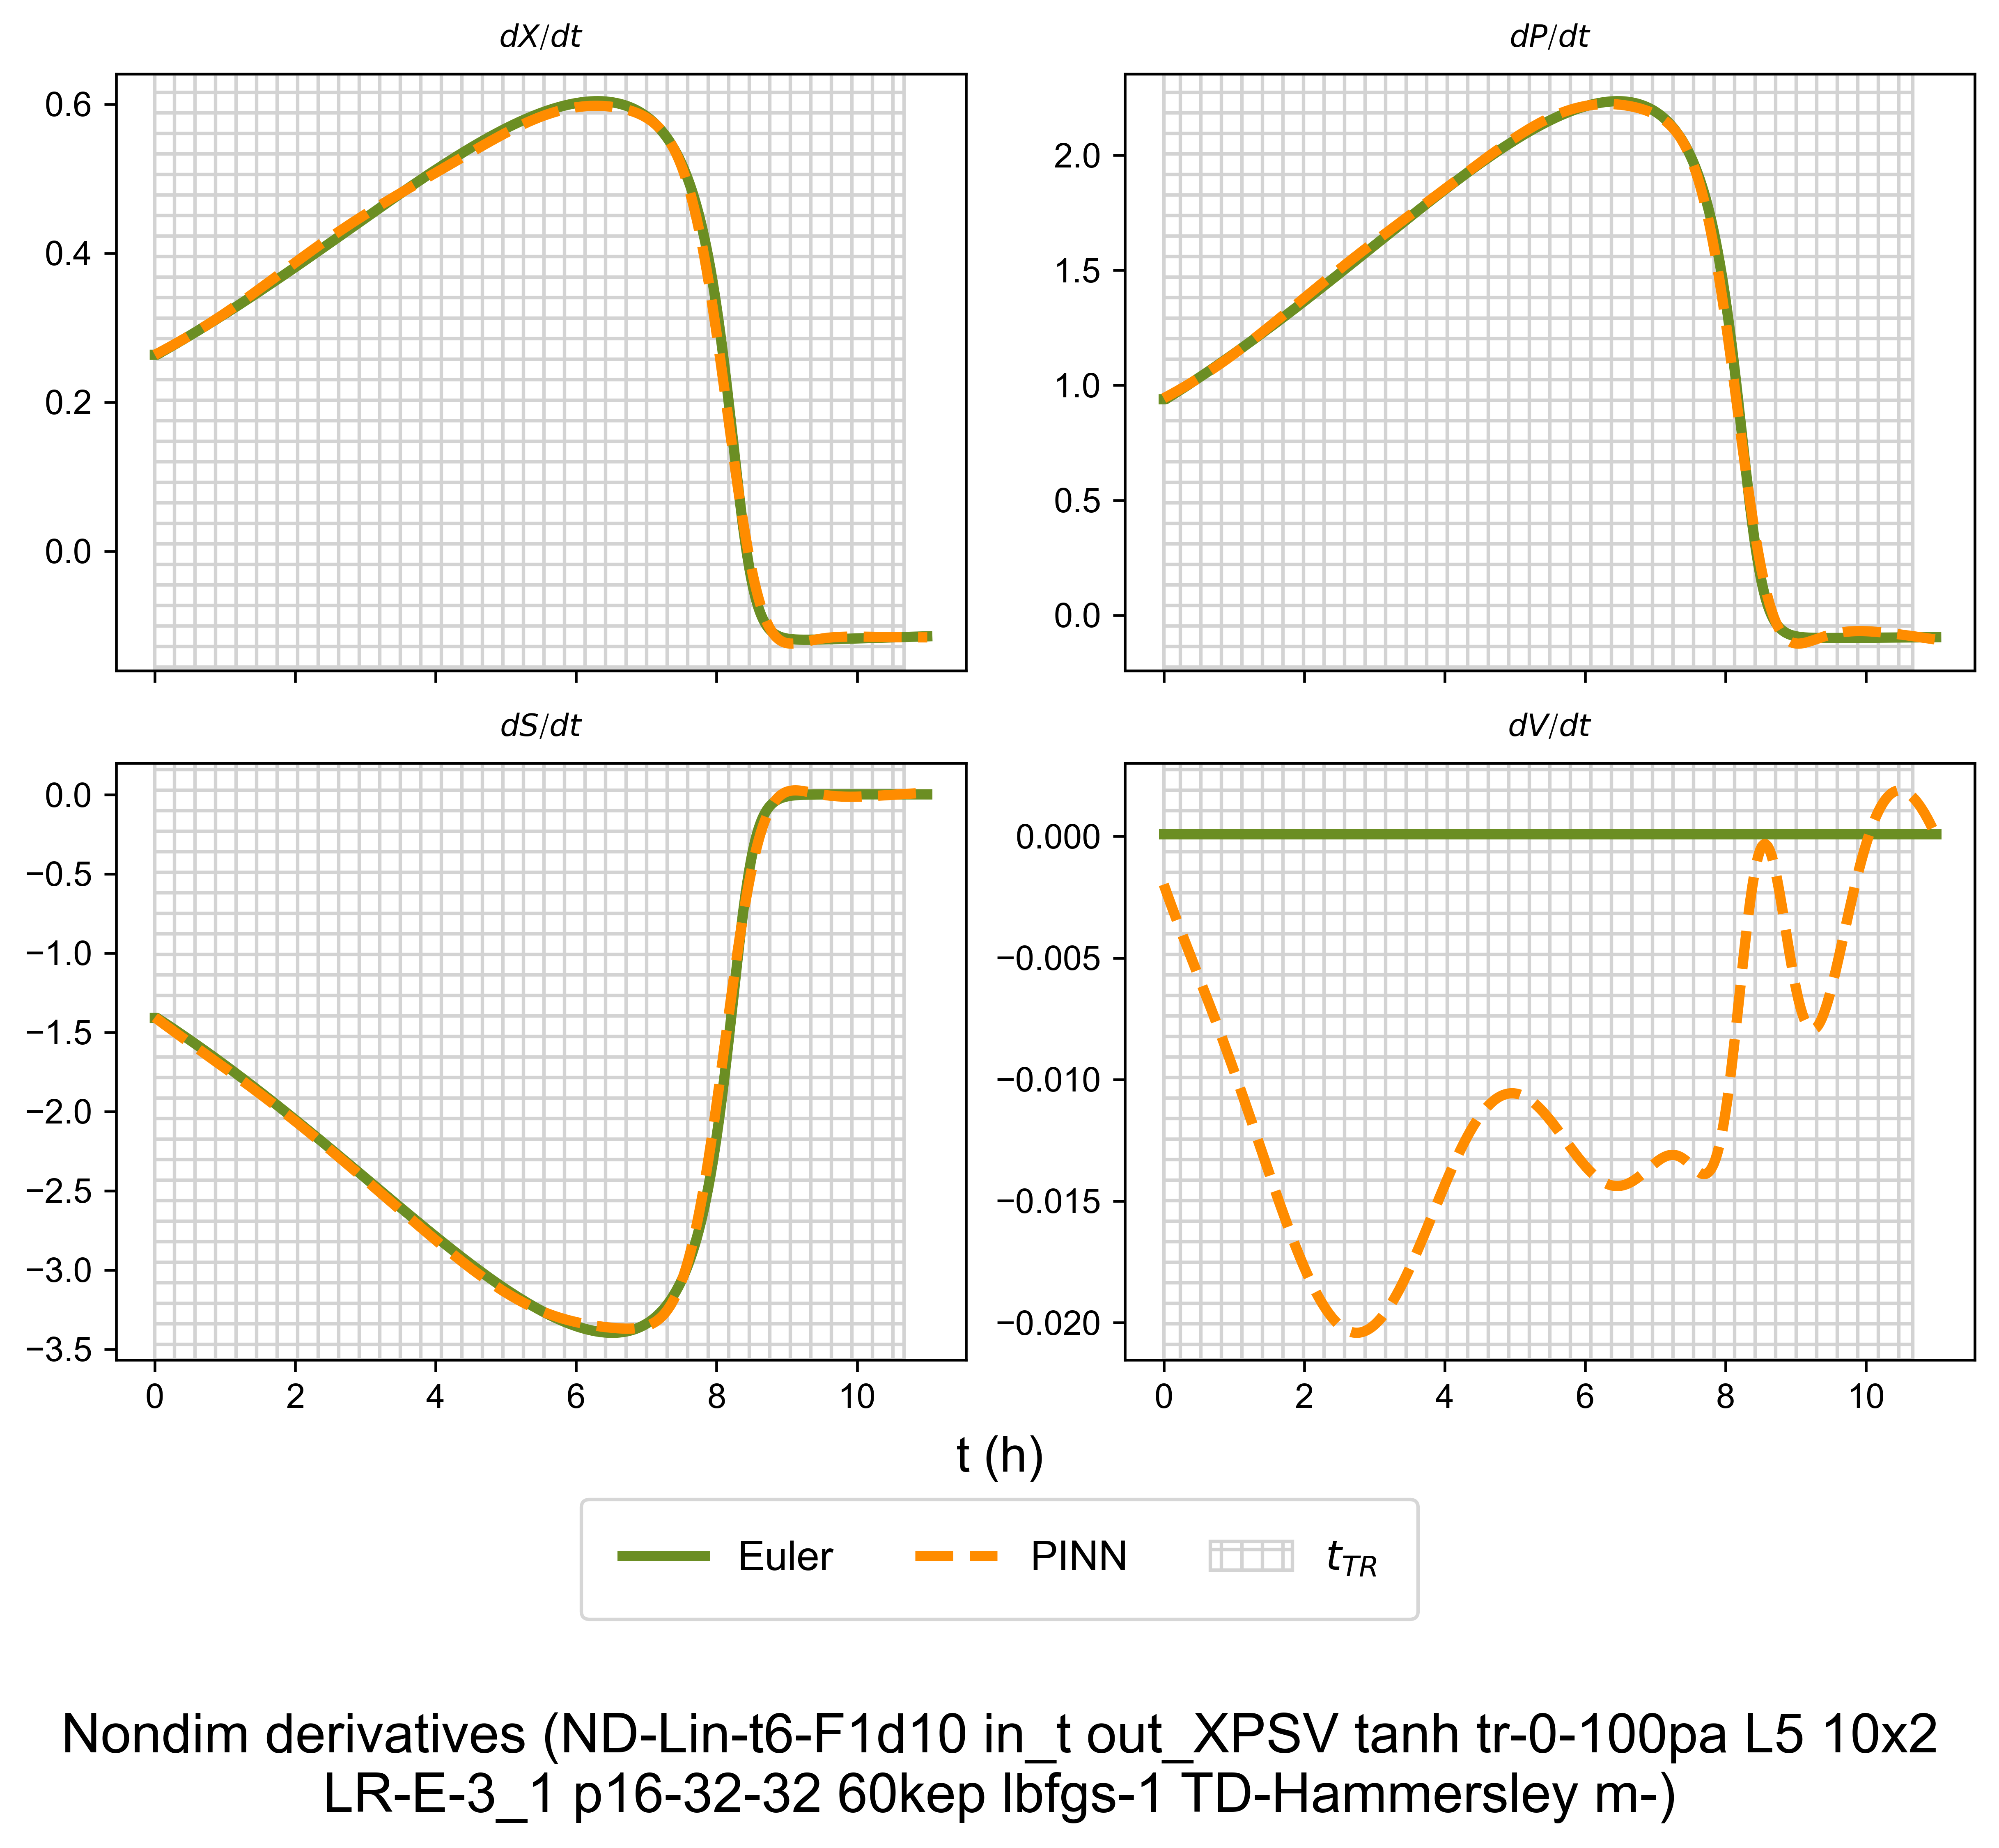 dX/dt
dP/dt
0.6
0.4
0.2
0.0
2.0
1.5
1.0
0.5
0.0
dS/dt
dV/dt
0.0
−0.5
−1.0
−1.5
−2.0
−2.5
−3.0
−3.5
0.000
−0.005
−0.010
−0.015
−0.020
0 2 4 6 8 10
0 2 4 6 8 10
t (h)
Euler PINN t_TR
Nondim derivatives (ND-Lin-t6-F1d10 in_t out_XPSV tanh tr-0-100pa L5 10x2
LR-E-3_1 p16-32-32 60kep lbfgs-1 TD-Hammersley m-)